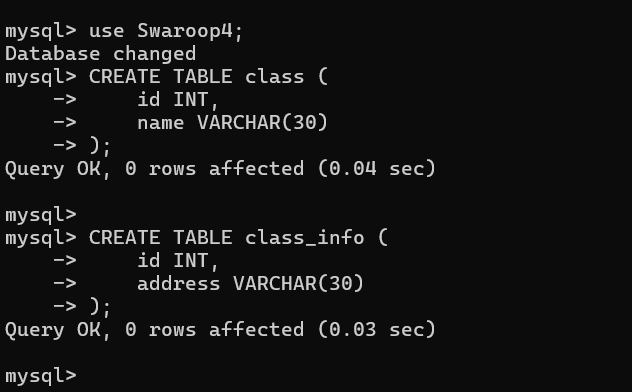 mysql> use Swaroop4;
Database changed
mysql> CREATE TABLE class (
    ->     id INT,
    ->     name VARCHAR(30)
    -> );
Query OK, 0 rows affected (0.04 sec)

mysql>
mysql> CREATE TABLE class_info (
    ->     id INT,
    ->     address VARCHAR(30)
    -> );
Query OK, 0 rows affected (0.03 sec)

mysql>